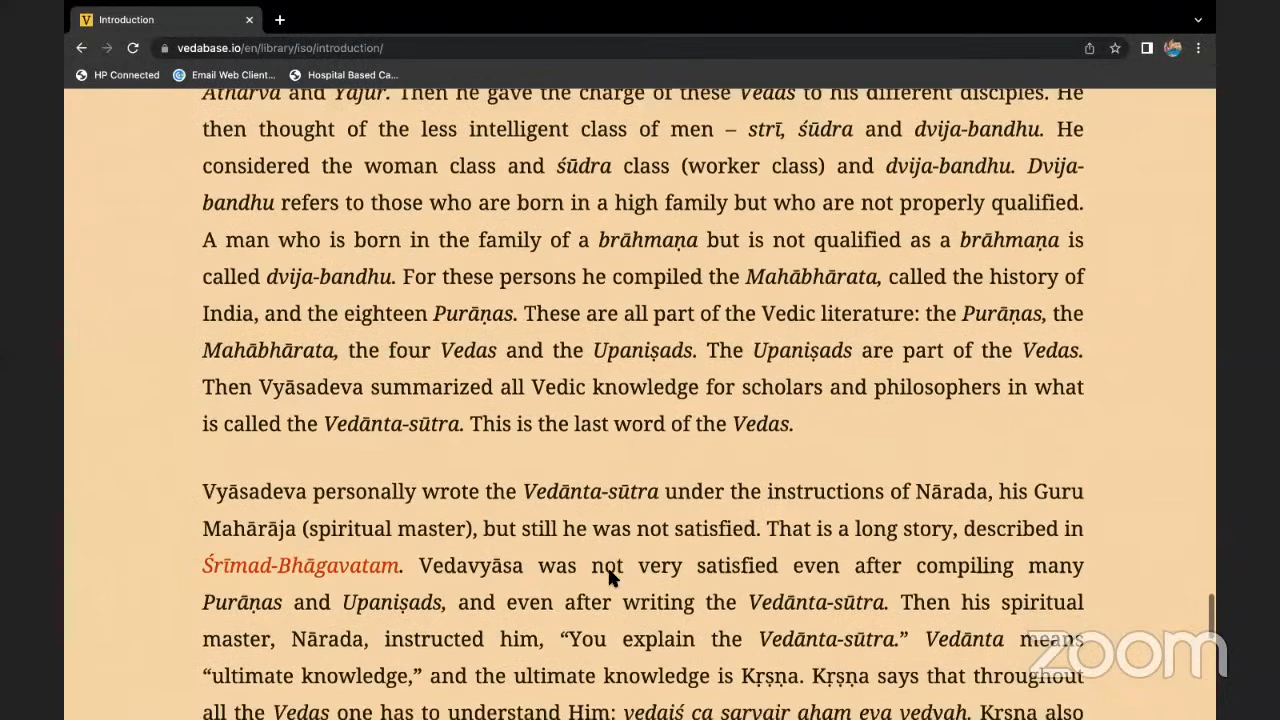 Introduction
vedabase.io/en/library/iso/introduction/
HP Connected
Email Web Client...
Hospital Based Ca...
Atharva and Yajur. Then he gave the charge of these Vedas to his different disciples. He
then thought of the less intelligent class of men – strī, śūdra and dvija-bandhu. He
considered the woman class and śūdra class (worker class) and dvija-bandhu. Dvija-
bandhu refers to those who are born in a high family but who are not properly qualified.
A man who is born in the family of a brāhmaṇa but is not qualified as a brāhmaṇa is
called dvija-bandhu. For these persons he compiled the Mahābhārata, called the history of
India, and the eighteen Purāṇas. These are all part of the Vedic literature: the Purāṇas, the
Mahābhārata, the four Vedas and the Upaniṣads. The Upaniṣads are part of the Vedas.
Then Vyāsadeva summarized all Vedic knowledge for scholars and philosophers in what
is called the Vedānta-sūtra. This is the last word of the Vedas.
Vyāsadeva personally wrote the Vedānta-sūtra under the instructions of Nārada, his Guru
Mahārāja (spiritual master), but still he was not satisfied. That is a long story, described in
Śrīmad-Bhāgavatam. Vedavyāsa was not very satisfied even after compiling many
Purāṇas and Upaniṣads, and even after writing the Vedānta-sūtra. Then his spiritual
master, Nārada, instructed him, “You explain the Vedānta-sūtra.” Vedānta means
“ultimate knowledge,” and the ultimate knowledge is Kṛṣṇa. Kṛṣṇa says that throughout
all the Vedas one has to understand Him: vedaiś ca sarvair aham eva vedyaḥ. Kṛṣṇa also
zoom